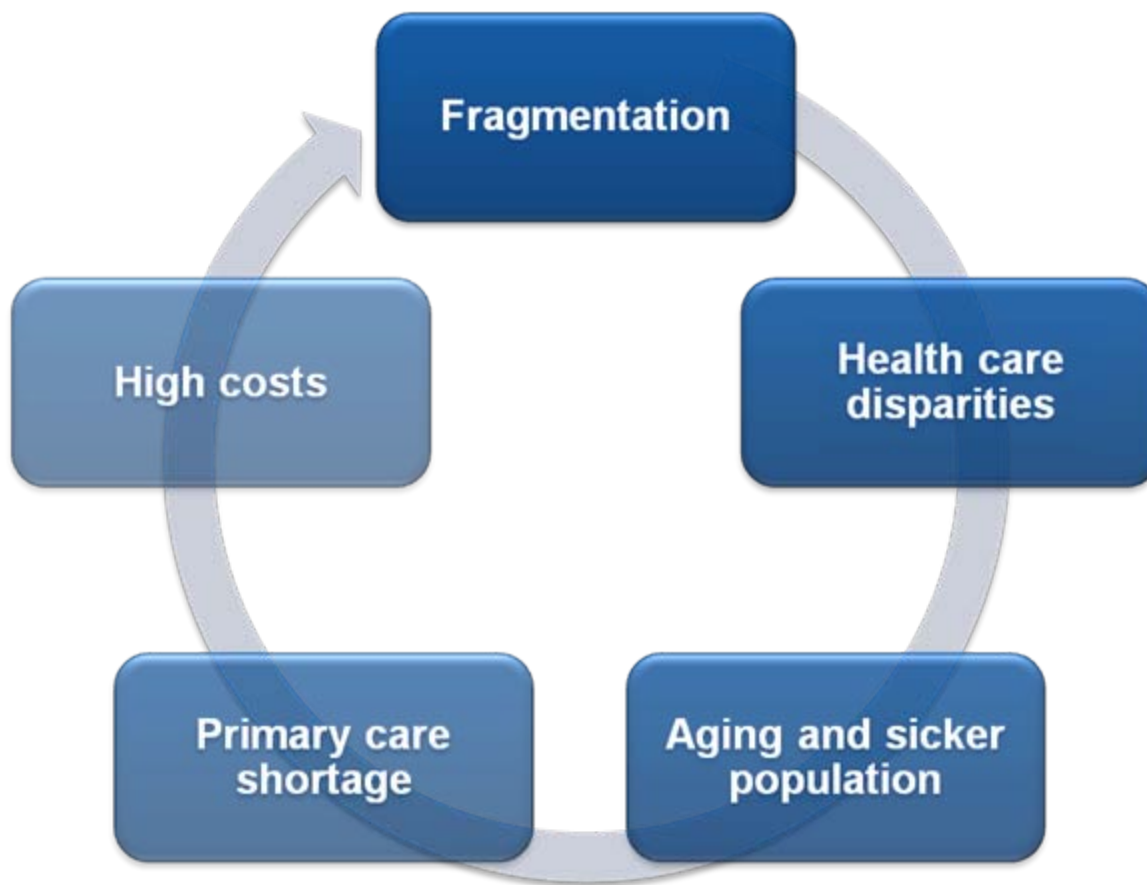 Fragmentation
Health care
disparities
Aging and sicker
population
Primary care
shortage
High costs